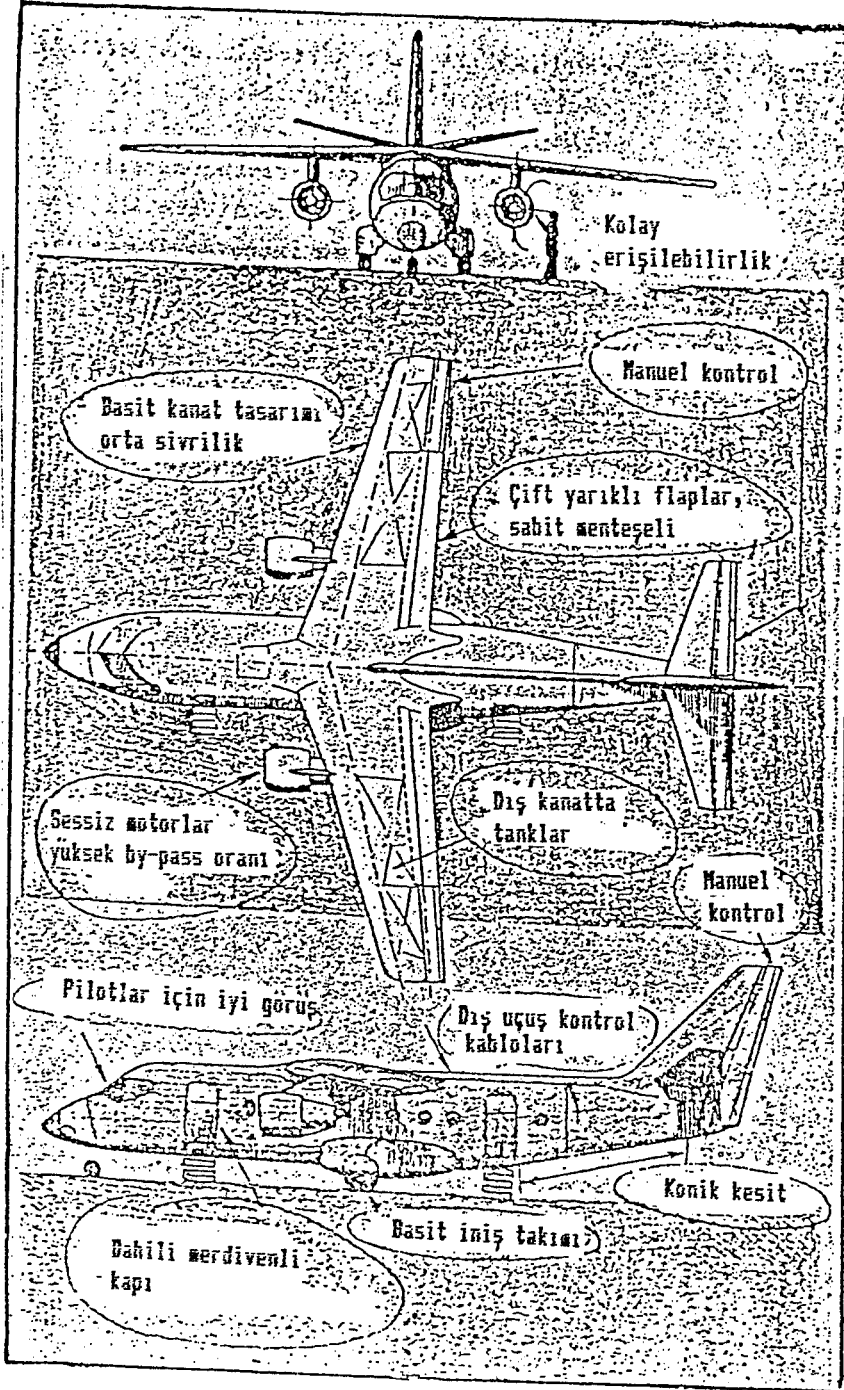 Kolay
erişilebilirlik
Manuel kontrol
Basit kanat tasarımı
orta sivrilik
Çift yarıklı flaplar,
sabit menteşeli
Sessiz motorlar
yüksek by-pass oranı
Dış kanatta
tanklar
Manuel
kontrol
Pilotlar için iyi görüş
Dış uçuş kontrol
kabloları
Konik kesit
Basit iniş takımı
Dahili merdivenli
kapı